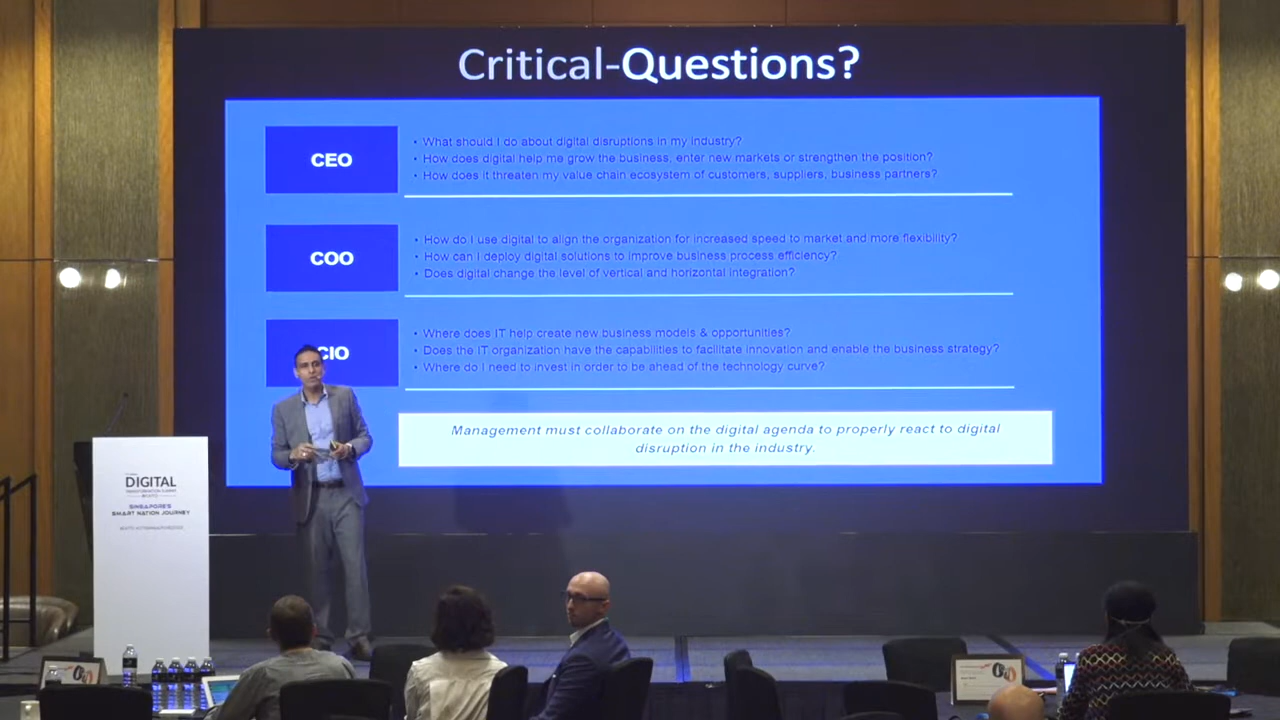 Critical-Questions?
CEO
• What should I do about digital disruptions in my industry?
• How does digital help me grow the business, enter new markets or strengthen the position?
• How does it threaten my value chain ecosystem of customers, suppliers, business partners?
COO
• How do I use digital to align the organization for increased speed to market and more flexibility?
• How can I deploy digital solutions to improve business process efficiency?
• Does digital change the level of vertical and horizontal integration?
CIO
• Where does IT help create new business models & opportunities?
• Does the IT organization have the capabilities to facilitate innovation and enable the business strategy?
• Where do I need to invest in order to be ahead of the technology curve?
Management must collaborate on the digital agenda to properly react to digital
disruption in the industry.
DIGITAL
TRANSFORMATION SUMMIT
SINGAPORE'S
SMART NATION JOURNEY